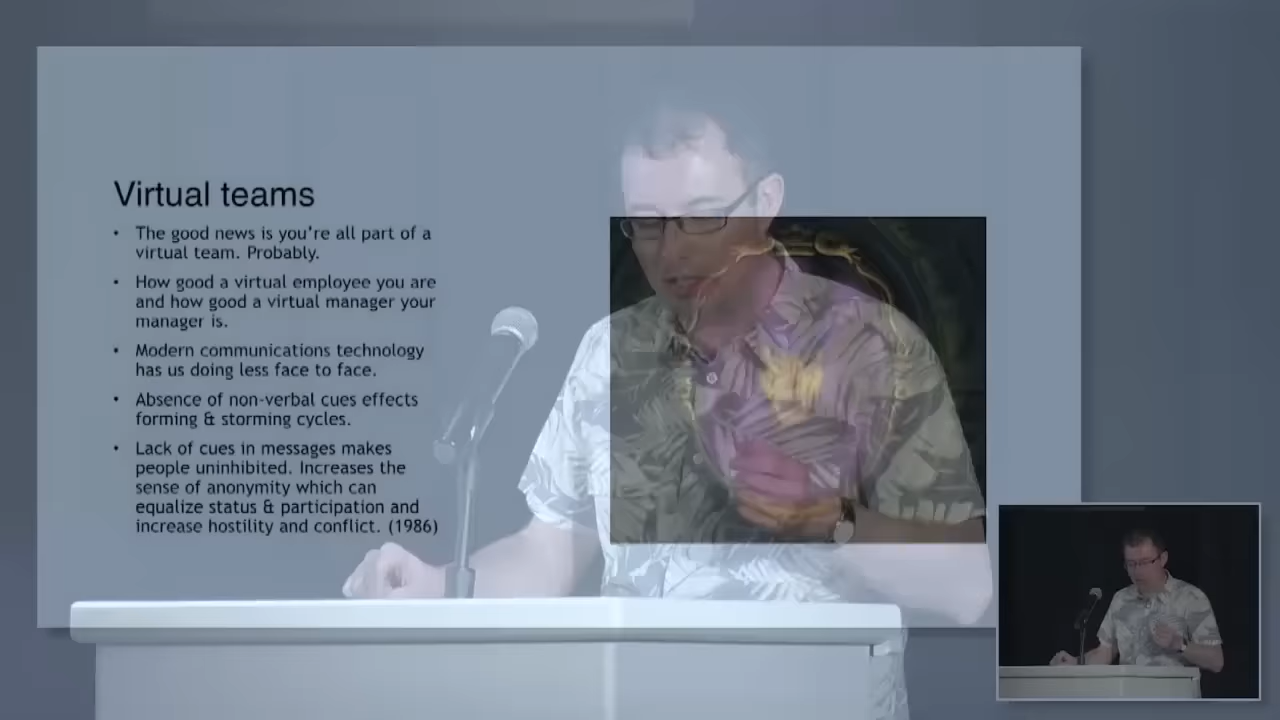 Virtual teams
• The good news is you're all part of a
virtual team. Probably.
• How good a virtual employee you are
and how good a virtual manager your
manager is.
• Modern communications technology
has us doing less face to face.
• Absence of non-verbal cues effects
forming & storming cycles.
• Lack of cues in messages makes
people uninhibited. Increases the
sense of anonymity which can
equalize status & participation and
increase hostility and conflict. (1986)